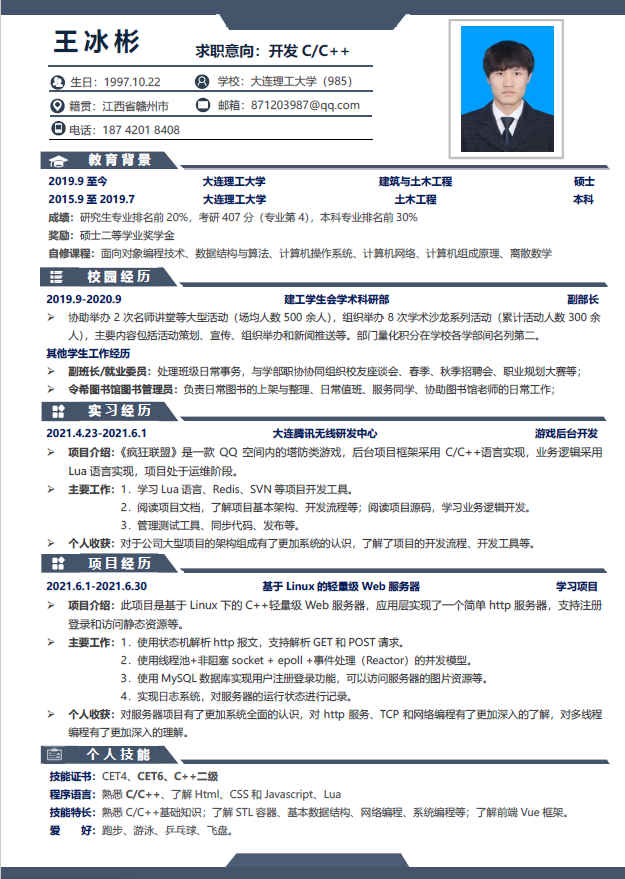 王冰彬
求职意向：开发 C/C++
生日：1997.10.22
学校：大连理工大学（985）
籍贯：江西省赣州市
邮箱：871203987@qq.com
电话：187 4201 8408
教育背景
2019.9 至今 大连理工大学 建筑与土木工程 硕士
2015.9 至 2019.7 大连理工大学 土木工程 本科
成绩：研究生专业排名前 20%，考研 407 分（专业第 4），本科专业排名前 30%
奖励：硕士二等学业奖学金
自修课程：面向对象编程技术、数据结构与算法、计算机操作系统、计算机网络、计算机组成原理、离散数学
校园经历
2019.9-2020.9 建工学生会学术科研部 副部长
➢ 协助举办 2 次名师讲堂等大型活动（场均人数 500 余人），组织举办 8 次学术沙龙系列活动（累计活动人数 300 余
人），主要内容包括活动策划、宣传、组织举办和新闻推送等。部门量化积分在学校各学部间名列第二。
其他学生工作经历
➢ 副班长/就业委员：处理班级日常事务，与学部职协协同组织校友座谈会、春季、秋季招聘会、职业规划大赛等；
➢ 令希图书馆图书管理员：负责日常图书的上架与整理、日常值班、服务同学、协助图书馆老师的日常工作；
实习经历
2021.4.23-2021.6.1 大连腾讯无线研发中心 游戏后台开发
➢ 项目介绍：《疯狂联盟》是一款 QQ 空间内的塔防类游戏，后台项目框架采用 C/C++语言实现，业务逻辑采用
Lua 语言实现，项目处于运维阶段。
➢ 主要工作：1．学习 Lua 语言、Redis、SVN 等项目开发工具。
2．阅读项目文档，了解项目基本架构、开发流程等；阅读项目源码，学习业务逻辑开发。
3．管理测试工具、同步代码、发布等。
➢ 个人收获：对于公司大型项目的架构组成有了更加系统的认识，了解了项目的开发流程、开发工具等。
项目经历
2021.6.1-2021.6.30 基于 Linux 的轻量级 Web 服务器 学习项目
➢ 项目介绍：此项目是基于 Linux 下的 C++轻量级 Web 服务器，应用层实现了一个简单 http 服务器，支持注册
登录和访问静态资源等。
➢ 主要工作：1．使用状态机解析 http 报文，支持解析 GET 和 POST 请求。
2．使用线程池+非阻塞 socket + epoll +事件处理（Reactor）的并发模型。
3．使用 MySQL 数据库实现用户注册登录功能，可以访问服务器的图片资源等。
4．实现日志系统，对服务器的运行状态进行记录。
➢ 个人收获：对服务器项目有了更加系统全面的认识，对 http 服务、TCP 和网络编程有了更加深入的了解，对多线程
编程有了更加深入的理解。
个人技能
技能证书：CET4、CET6、C++二级
程序语言：熟悉 C/C++、了解 Html、CSS 和 Javascript、Lua
技能特长：熟悉 C/C++基础知识；了解 STL 容器、基本数据结构、网络编程、系统编程等；了解前端 Vue 框架。
爱 好：跑步、游泳、乒乓球、飞盘。